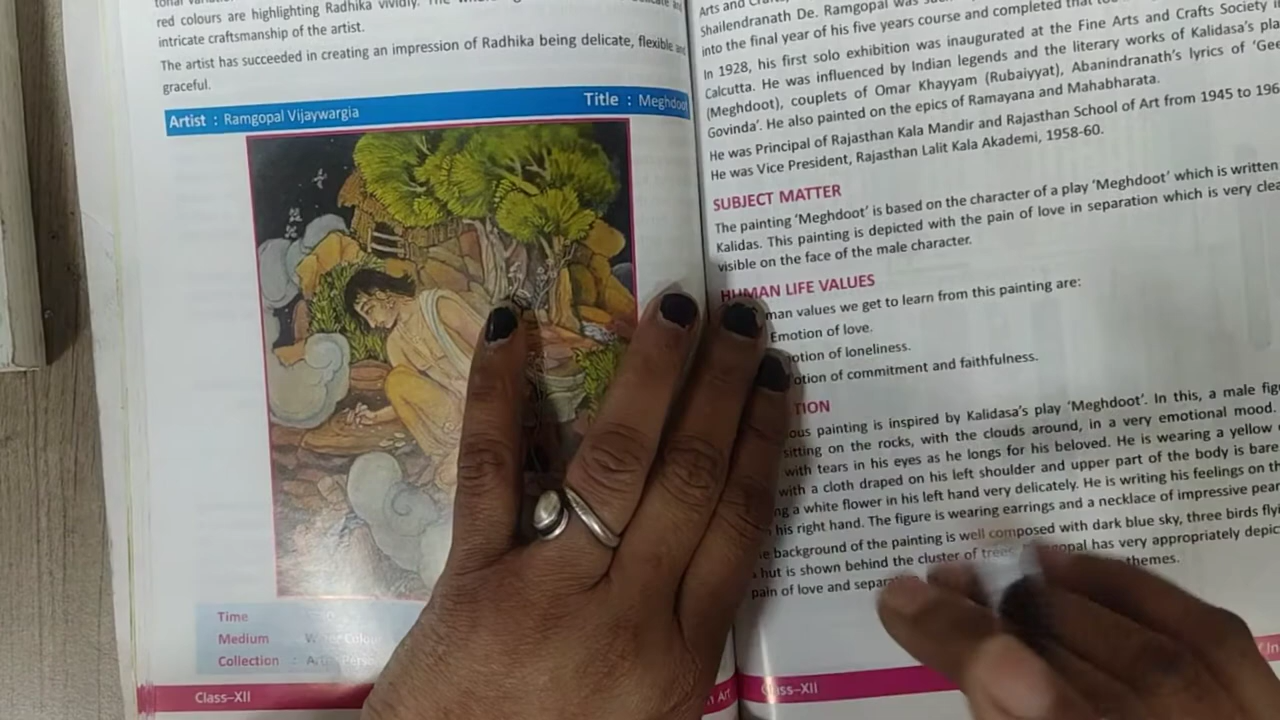 red colours are highlighting Radhika vividly. The
intricate craftsmanship of the artist.
The artist has succeeded in creating an impression of Radhika being delicate, flexible and
graceful.
Artist : Ramgopal Vijaywargia
Title : Meghdoot
Time
Medium
Collection :
Class–XII
Art
Shailendranath De. Ramgopal was
into the final year of his five years course and completed that
In 1928, his first solo exhibition was inaugurated at the Fine Arts and Crafts Society
Calcutta. He was influenced by Indian legends and the literary works of Kalidasa's
(Meghdoot), couplets of Omar Khayyam (Rubaiyyat), Abanindranath's lyrics of
Govinda'. He also painted on the epics of Ramayana and Mahabharata.
He was Principal of Rajasthan Kala Mandir and Rajasthan School of Art from 1945 to
He was Vice President, Rajasthan Lalit Kala Akademi, 1958-60.
SUBJECT MATTER
The painting 'Meghdoot' is based on the character of a play 'Meghdoot' which is written
Kalidas. This painting is depicted with the pain of love in separation which is very
visible on the face of the male character.
HUMAN LIFE VALUES
man values we get to learn from this painting are:
Emotion of love.
otion of loneliness.
otion of commitment and faithfulness.
TION
ous painting is inspired by Kalidasa's play 'Meghdoot'. In this, a male
sitting on the rocks, with the clouds around, in a very emotional mood.
with tears in his eyes as he longs for his beloved. He is wearing a yellow
with a cloth draped on his left shoulder and upper part of the body is bare
ng a white flower in his left hand very delicately. He is writing his feelings on
his right hand. The figure is wearing earrings and a necklace of impressive
background of the painting is well composed with dark blue sky, three birds
hut is shown behind the cluster of trees. gopal has very appropriately
pain of love and themes.
Class–XII